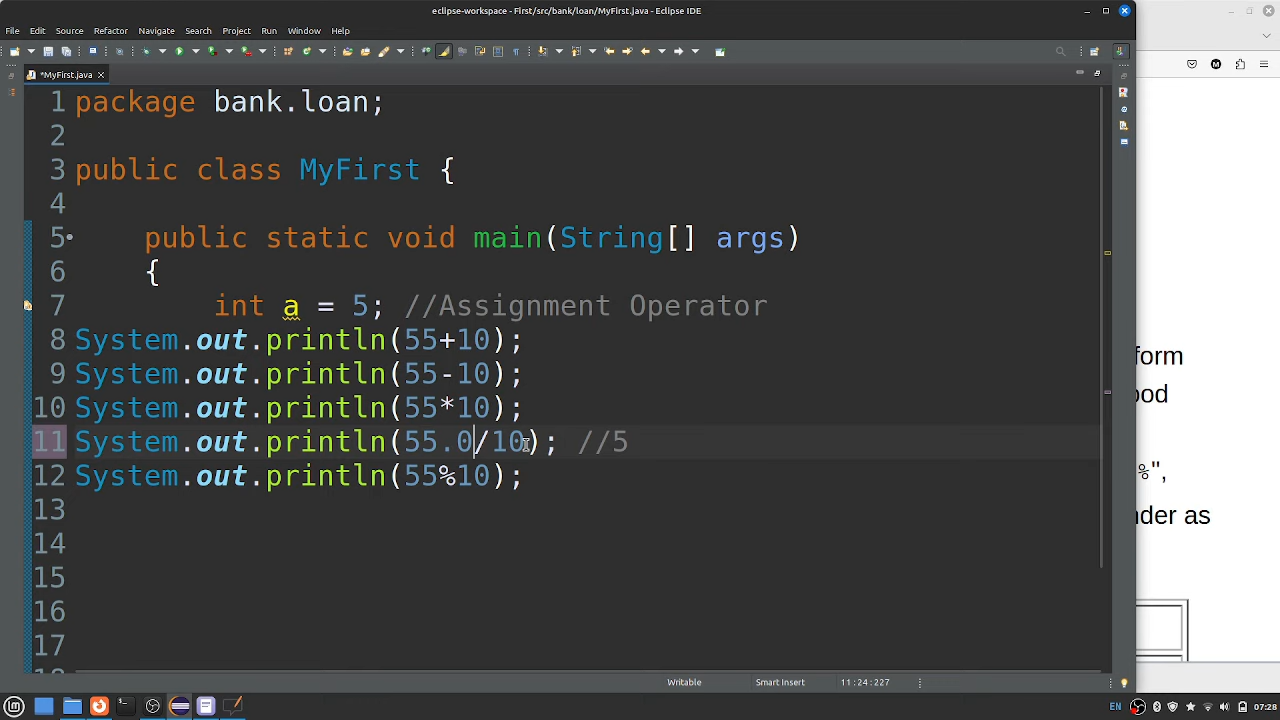 eclipse-workspace - First/src/bank/loan/MyFirst.java - Eclipse IDE
File Edit Source Refactor Navigate Search Project Run Window Help
*MyFirst.java
1 package bank.loan;
2
3 public class MyFirst {
4
5 public static void main(String[] args)
6 {
7 int a = 5; //Assignment Operator
8 System.out.println(55+10);
9 System.out.println(55-10);
10 System.out.println(55*10);
11 System.out.println(55.0/10); //5
12 System.out.println(55%10);
13
14
15
16
17
form
ood
%",
nder as
Writable Smart Insert 11:24:227
EN 07:28